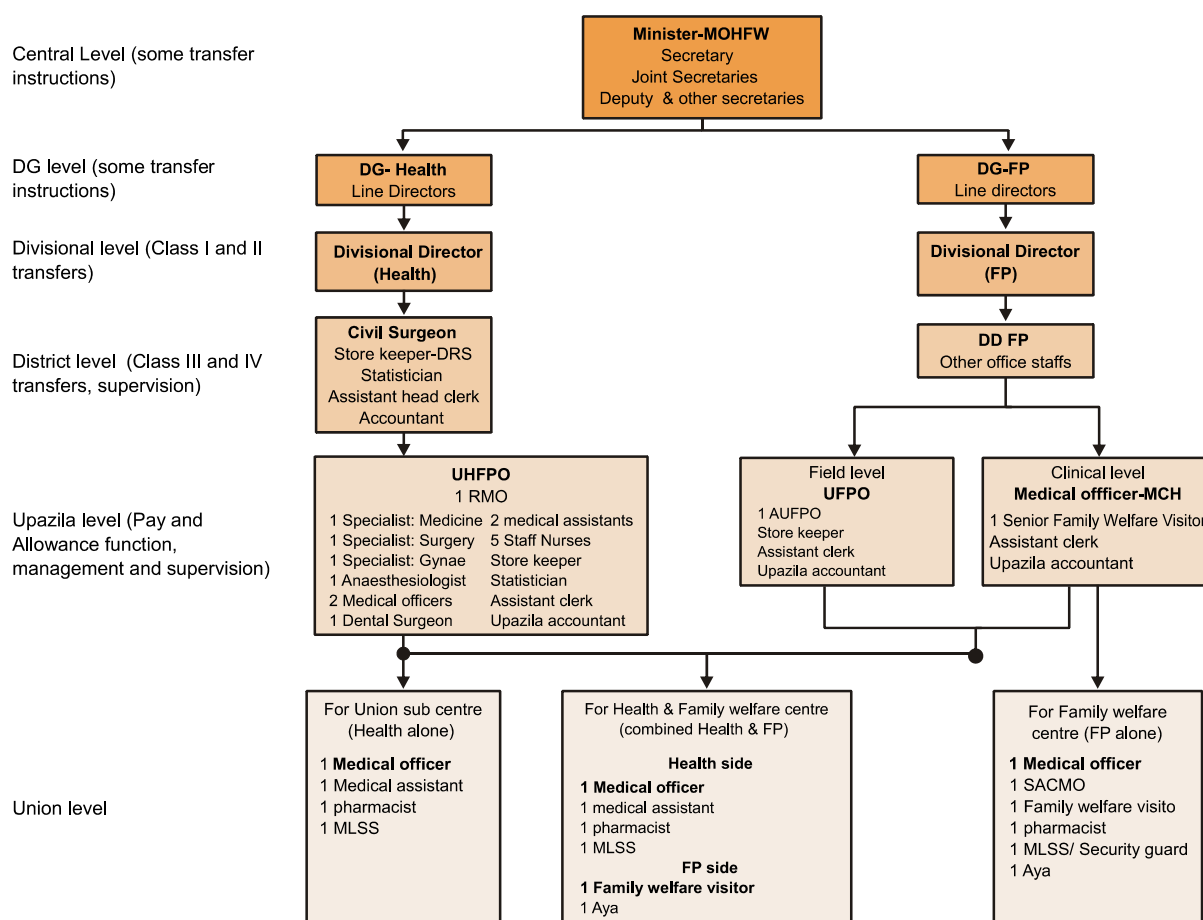 Central Level (some transfer
instructions)
Minister-MOHFW
Secretary
Joint Secretaries
Deputy & other secretaries
DG level (some transfer
instructions)
DG- Health
Line Directors
DG-FP
Line directors
Divisional level (Class I and II
transfers)
Divisional Director
(Health)
Divisional Director
(FP)
District level (Class III and IV
transfers, supervision)
Civil Surgeon
Store keeper-DRS
Statistician
Assistant head clerk
Accountant
DD FP
Other office staffs
Upazila level (Pay and
Allowance function,
management and supervision)
UHFPO
1 RMO
1 Specialist: Medicine
1 Specialist: Surgery
1 Specialist: Gynae
1 Anaesthesiologist
2 Medical officers
1 Dental Surgeon
2 medical assistants
5 Staff Nurses
Store keeper
Statistician
Assistant clerk
Upazila accountant
Field level
UFPO
1 AUFPO
Store keeper
Assistant clerk
Upazila accountant
Clinical level
Medical offficer-MCH
1 Senior Family Welfare Visitor
Assistant clerk
Upazila accountant
Union level
For Union sub centre
(Health alone)
1 Medical officer
1 Medical assistant
1 pharmacist
1 MLSS
For Health & Family welfare centre
(combined Health & FP)
Health side
1 Medical officer
1 medical assistant
1 pharmacist
1 MLSS
FP side
1 Family welfare visitor
1 Aya
For Family welfare
centre (FP alone)
1 Medical officer
1 SACMO
1 Family welfare visito
1 pharmacist
1 MLSS/ Security guard
1 Aya